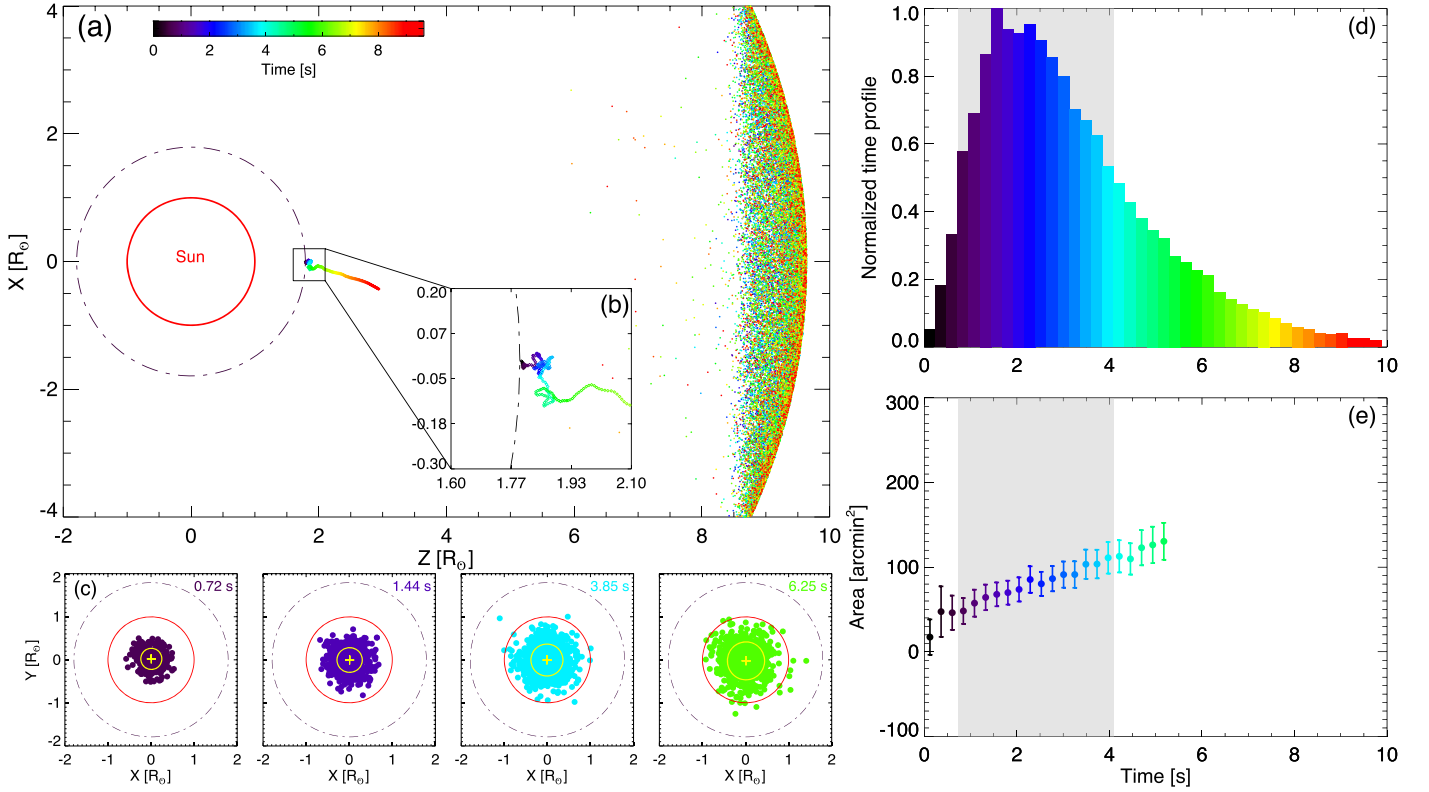 (a)
0 2 4 6 8
Time [s]
4
2
0
-2
-4
X [R⊙]
Sun
(b)
0.20
0.07
-0.05
-0.18
-0.30
1.60 1.77 1.93 2.10
-2 0 2 4 6 8 10
Z [R⊙]
(c)
0.72 s
1.44 s
3.85 s
6.25 s
2
1
0
-1
-2
Y [R⊙]
-2 -1 0 1 2
X [R⊙]
-2 -1 0 1 2
X [R⊙]
-2 -1 0 1 2
X [R⊙]
-2 -1 0 1 2
X [R⊙]
(d)
1.0
0.8
0.6
0.4
0.2
0.0
Normalized time profile
0 2 4 6 8 10
(e)
300
200
100
0
-100
Area [arcmin²]
0 2 4 6 8 10
Time [s]